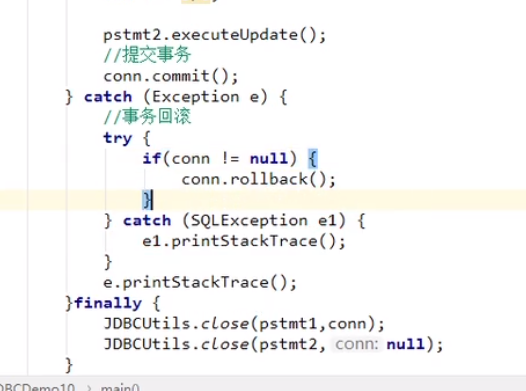 pstmt2.executeUpdate();
//提交事务
conn.commit();
} catch (Exception e) {
//事务回滚
try {
if(conn != null) {
conn.rollback();
}
} catch (SQLException e1) {
e1.printStackTrace();
}
e.printStackTrace();
}finally {
JDBCUtils.close(pstmt1,conn);
JDBCUtils.close(pstmt2, conn: null);
}
DBCDemo10 › main()